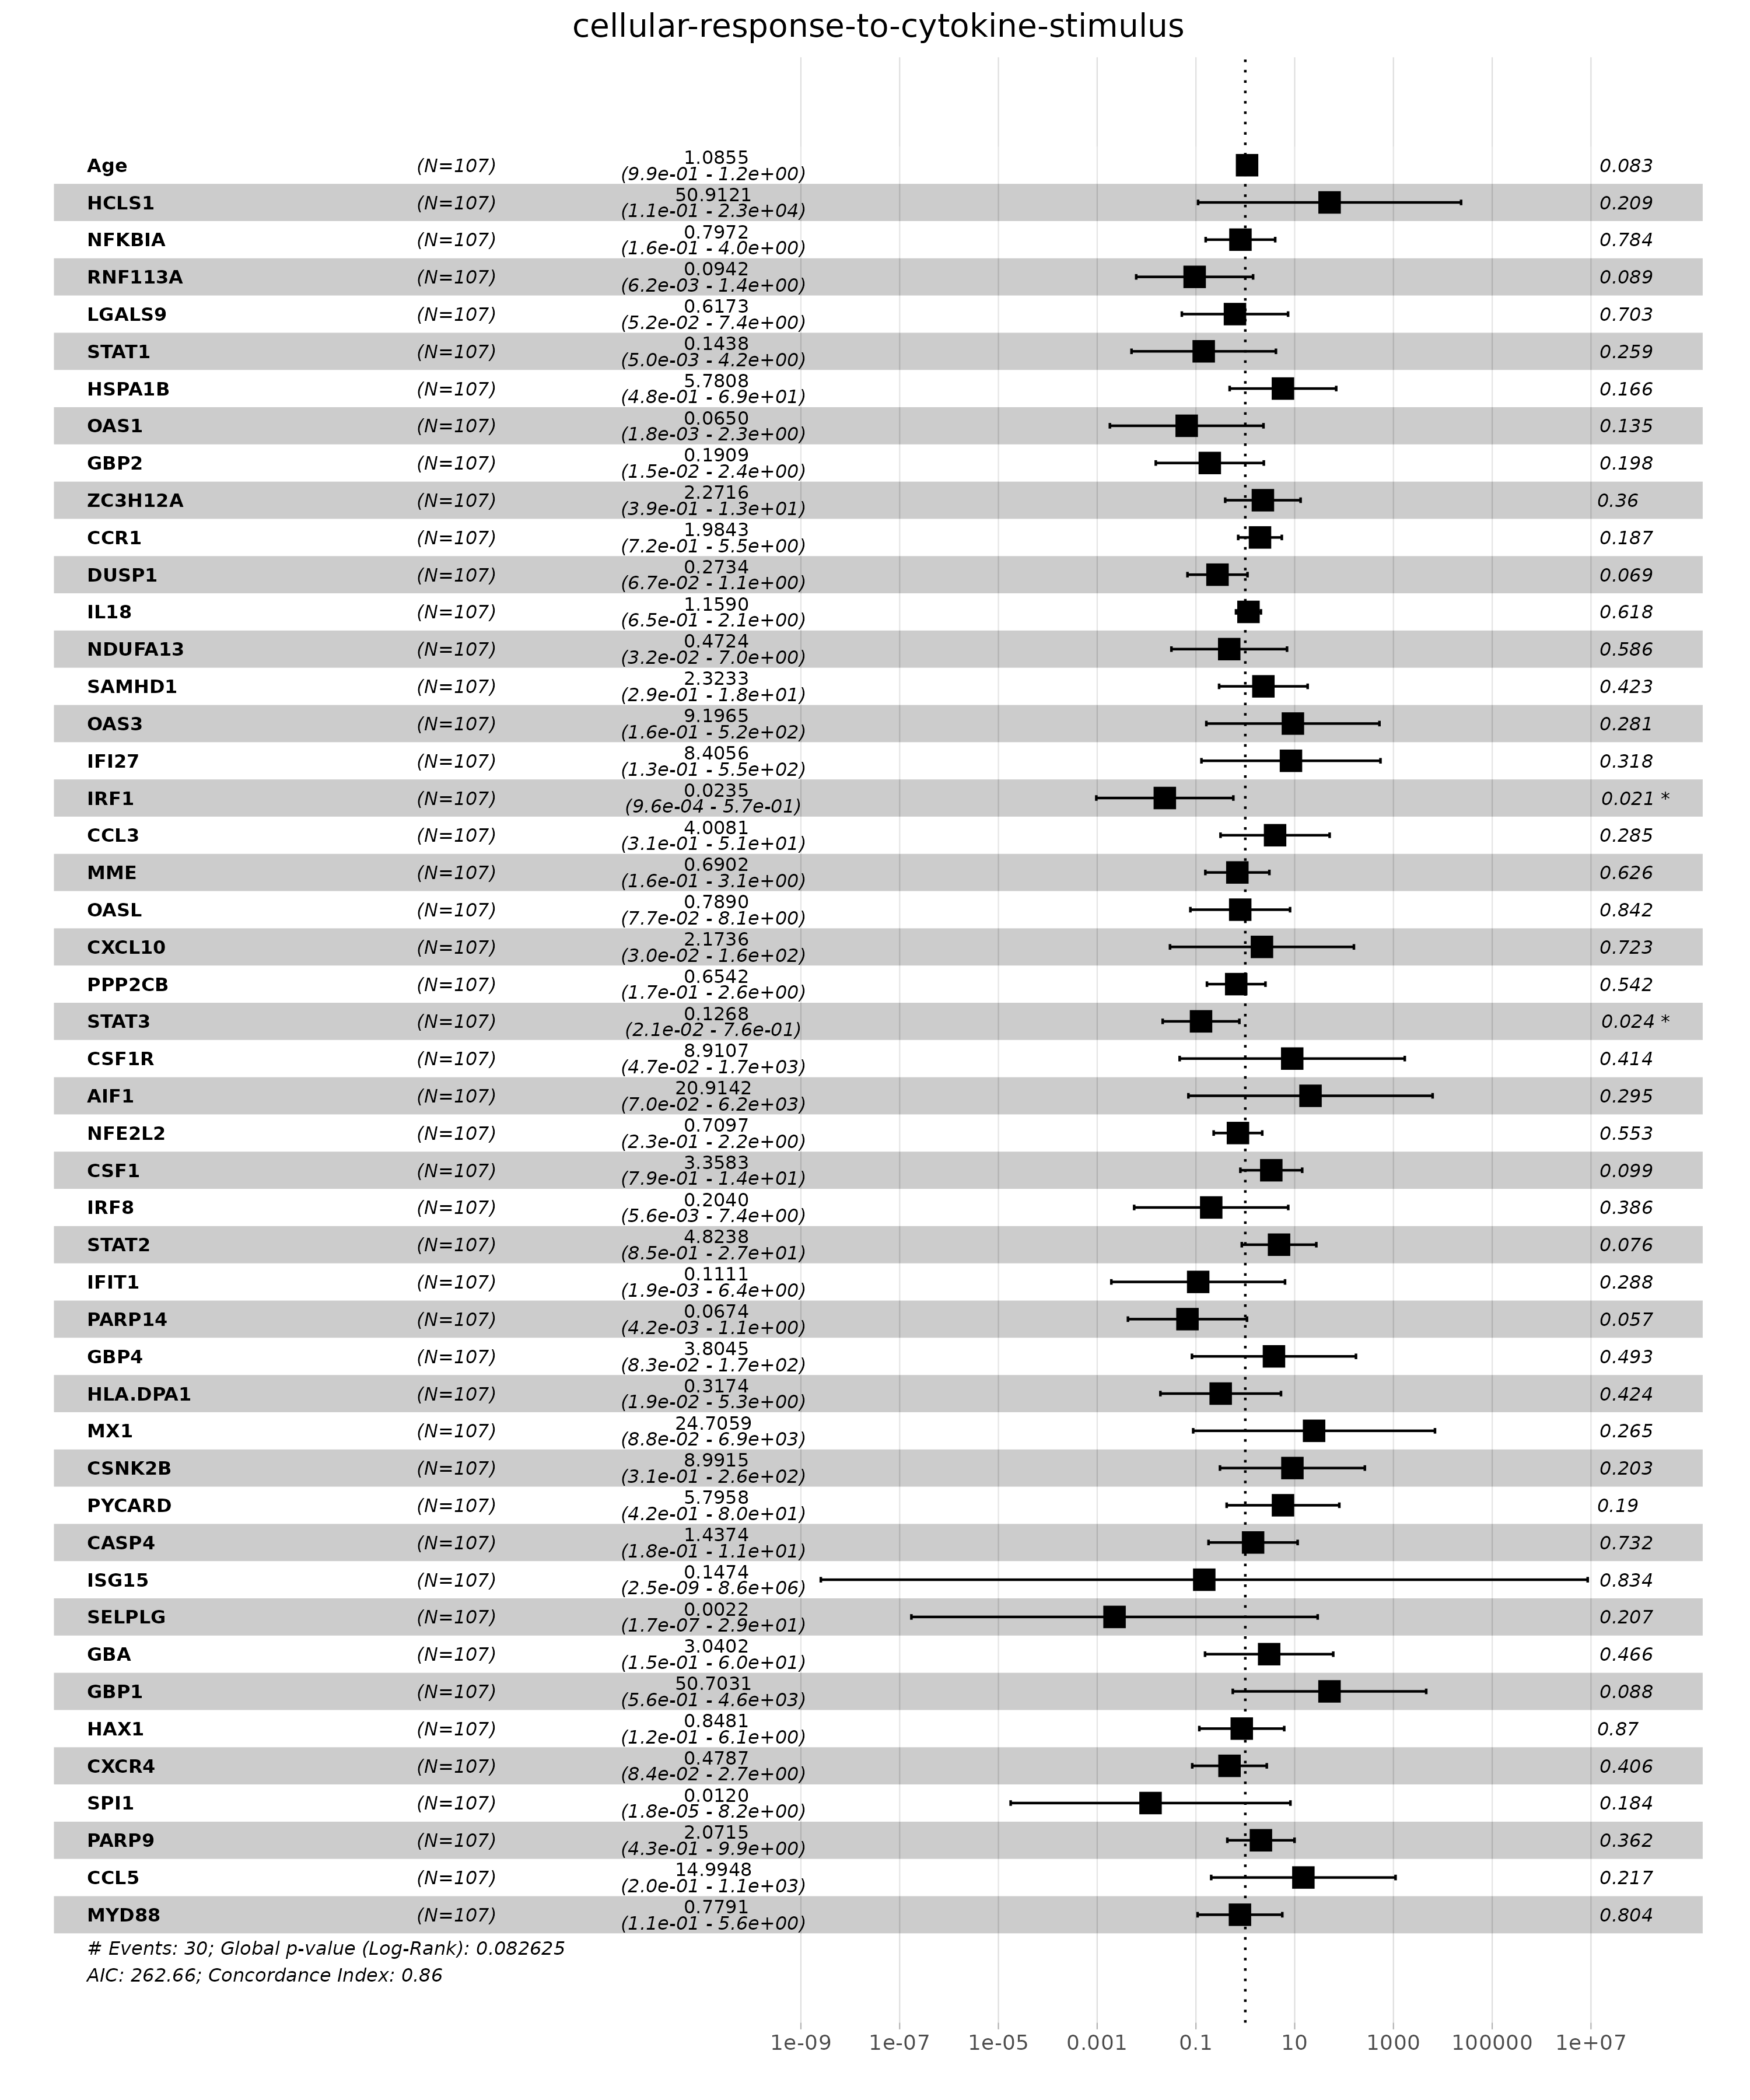 cellular-response-to-cytokine-stimulus
Age (N=107) 1.0855 (9.9e-01 - 1.2e+00) 0.083
HCLS1 (N=107) 50.9121 (1.1e-01 - 2.3e+04) 0.209
NFKBIA (N=107) 0.7972 (1.6e-01 - 4.0e+00) 0.784
RNF113A (N=107) 0.0942 (6.2e-03 - 1.4e+00) 0.089
LGALS9 (N=107) 0.6173 (5.2e-02 - 7.4e+00) 0.703
STAT1 (N=107) 0.1438 (5.0e-03 - 4.2e+00) 0.259
HSPA1B (N=107) 5.7808 (4.8e-01 - 6.9e+01) 0.166
OAS1 (N=107) 0.0650 (1.8e-03 - 2.3e+00) 0.135
GBP2 (N=107) 0.1909 (1.5e-02 - 2.4e+00) 0.198
ZC3H12A (N=107) 2.2716 (3.9e-01 - 1.3e+01) 0.36
CCR1 (N=107) 1.9843 (7.2e-01 - 5.5e+00) 0.187
DUSP1 (N=107) 0.2734 (6.7e-02 - 1.1e+00) 0.069
IL18 (N=107) 1.1590 (6.5e-01 - 2.1e+00) 0.618
NDUFA13 (N=107) 0.4724 (3.2e-02 - 7.0e+00) 0.586
SAMHD1 (N=107) 2.3233 (2.9e-01 - 1.8e+01) 0.423
OAS3 (N=107) 9.1965 (1.6e-01 - 5.2e+02) 0.281
IFI27 (N=107) 8.4056 (1.3e-01 - 5.5e+02) 0.318
IRF1 (N=107) 0.0235 (9.6e-04 - 5.7e-01) 0.021 *
CCL3 (N=107) 4.0081 (3.1e-01 - 5.1e+01) 0.285
MME (N=107) 0.6902 (1.6e-01 - 3.1e+00) 0.626
OASL (N=107) 0.7890 (7.7e-02 - 8.1e+00) 0.842
CXCL10 (N=107) 2.1736 (3.0e-02 - 1.6e+02) 0.723
PPP2CB (N=107) 0.6542 (1.7e-01 - 2.6e+00) 0.542
STAT3 (N=107) 0.1268 (2.1e-02 - 7.6e-01) 0.024 *
CSF1R (N=107) 8.9107 (4.7e-02 - 1.7e+03) 0.414
AIF1 (N=107) 20.9142 (7.0e-02 - 6.2e+03) 0.295
NFE2L2 (N=107) 0.7097 (2.3e-01 - 2.2e+00) 0.553
CSF1 (N=107) 3.3583 (7.9e-01 - 1.4e+01) 0.099
IRF8 (N=107) 0.2040 (5.6e-03 - 7.4e+00) 0.386
STAT2 (N=107) 4.8238 (8.5e-01 - 2.7e+01) 0.076
IFIT1 (N=107) 0.1111 (1.9e-03 - 6.4e+00) 0.288
PARP14 (N=107) 0.0674 (4.2e-03 - 1.1e+00) 0.057
GBP4 (N=107) 3.8045 (8.3e-02 - 1.7e+02) 0.493
HLA.DPA1 (N=107) 0.3174 (1.9e-02 - 5.3e+00) 0.424
MX1 (N=107) 24.7059 (8.8e-02 - 6.9e+03) 0.265
CSNK2B (N=107) 8.9915 (3.1e-01 - 2.6e+02) 0.203
PYCARD (N=107) 5.7958 (4.2e-01 - 8.0e+01) 0.19
CASP4 (N=107) 1.4374 (1.8e-01 - 1.1e+01) 0.732
ISG15 (N=107) 0.1474 (2.5e-09 - 8.6e+06) 0.834
SELPLG (N=107) 0.0022 (1.7e-07 - 2.9e+01) 0.207
GBA (N=107) 3.0402 (1.5e-01 - 6.0e+01) 0.466
GBP1 (N=107) 50.7031 (5.6e-01 - 4.6e+03) 0.088
HAX1 (N=107) 0.8481 (1.2e-01 - 6.1e+00) 0.87
CXCR4 (N=107) 0.4787 (8.4e-02 - 2.7e+00) 0.406
SPI1 (N=107) 0.0120 (1.8e-05 - 8.2e+00) 0.184
PARP9 (N=107) 2.0715 (4.3e-01 - 9.9e+00) 0.362
CCL5 (N=107) 14.9948 (2.0e-01 - 1.1e+03) 0.217
MYD88 (N=107) 0.7791 (1.1e-01 - 5.6e+00) 0.804
# Events: 30; Global p-value (Log-Rank): 0.082625
AIC: 262.66; Concordance Index: 0.86
1e-09 1e-07 1e-05 0.001 0.1 10 1000 100000 1e+07